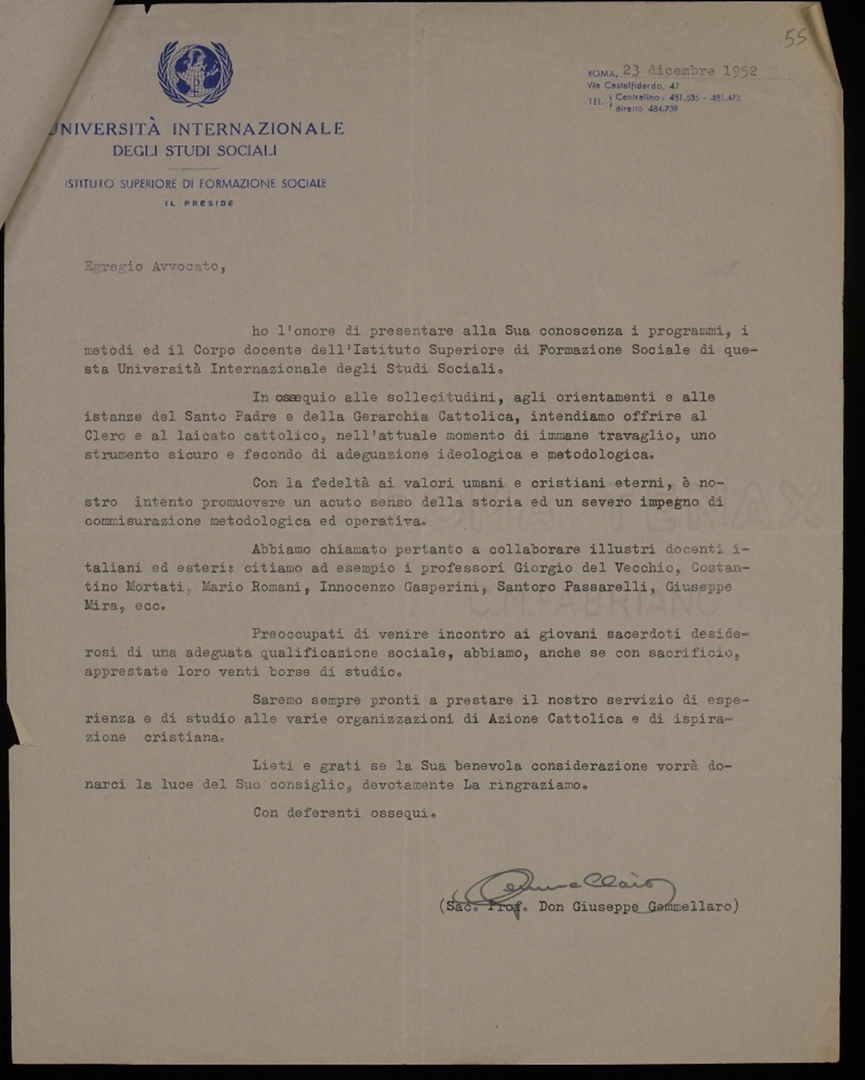 55
ROMA, 23 dicembre 1952
Via Castelfidardo, 47
TEL. { Centralino: 481.536 - 481.473
diretto 484.739
UNIVERSITÀ INTERNAZIONALE
DEGLI STUDI SOCIALI
ISTITUTO SUPERIORE DI FORMAZIONE SOCIALE
IL PRESIDE
Egregio Avvocato,
ho l'onore di presentare alla Sua conoscenza i programmi, i
metodi ed il Corpo docente dell'Istituto Superiore di Formazione Sociale di que-
sta Università Internazionale degli Studi Sociali.
In ossequio alle sollecitudini, agli orientamenti e alle
istanze del Santo Padre e della Gerarchia Cattolica, intendiamo offrire al
Clero e al laicato cattolico, nell'attuale momento di immane travaglio, uno
strumento sicuro e fecondo di adeguazione ideologica e metodologica.
Con la fedeltà ai valori umani e cristiani eterni, è no-
stro intento promuovere un acuto senso della storia ed un severo impegno di
commisurazione metodologica ed operativa.
Abbiamo chiamato pertanto a collaborare illustri docenti i-
taliani ed esteri: citiamo ad esempio i professori Giorgio del Vecchio, Costan-
tino Mortati, Mario Romani, Innocenzo Gasperini, Santoro Passarelli, Giuseppe
Mira, ecc.
Preoccupati di venire incontro ai giovani sacerdoti deside-
rosi di una adeguata qualificazione sociale, abbiamo, anche se con sacrificio,
apprestate loro venti borse di studio.
Saremo sempre pronti a prestare il nostro servizio di espe-
rienza e di studio alle varie organizzazioni di Azione Cattolica e di ispira-
zione cristiana.
Lieti e grati se la Sua benevola considerazione vorrà do-
narci la luce del Suo consiglio, devotamente La ringraziamo.
Con deferenti ossequi.
Gemmellaro
(Sac. Prof. Don Giuseppe Gemmellaro)